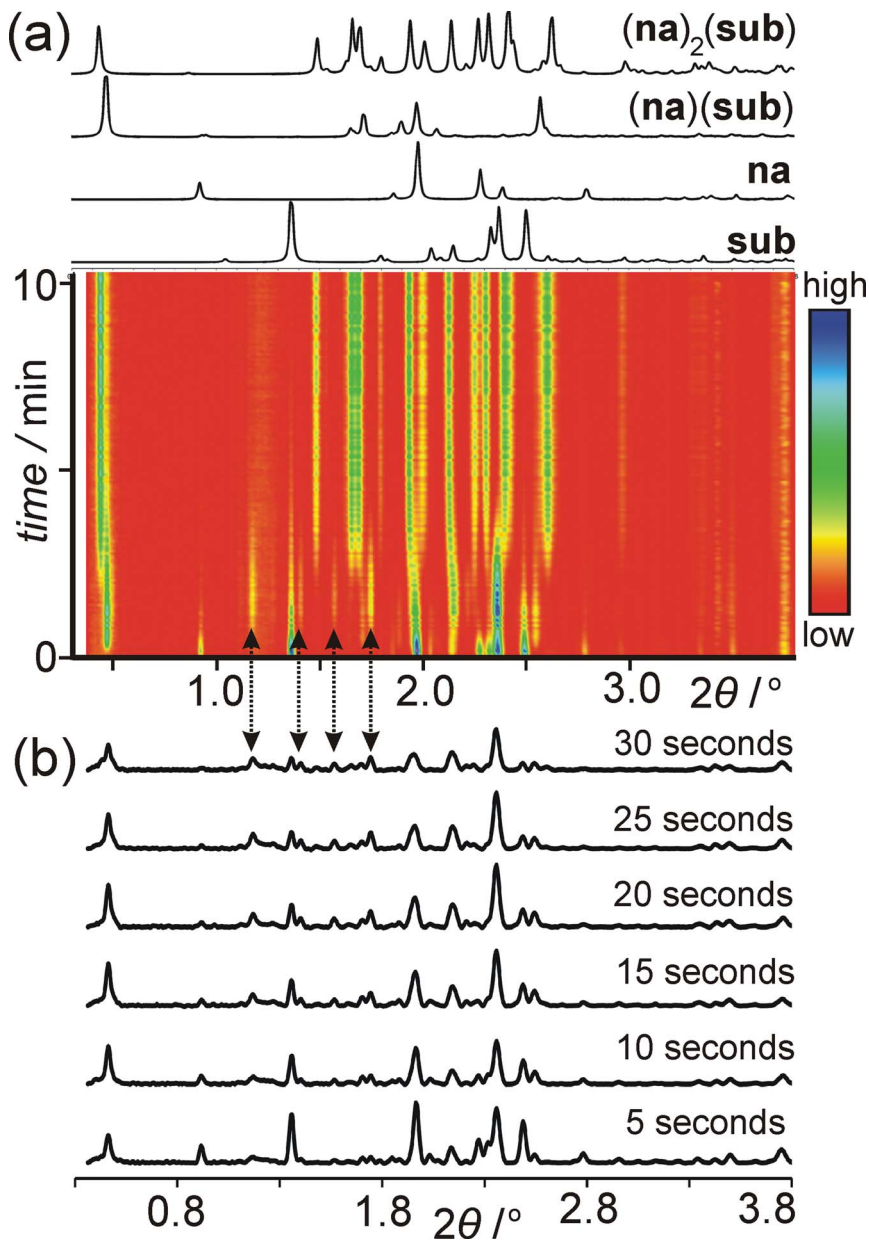 (a)
(na)2(sub)
(na)(sub)
na
sub
10
high
time / min
low
0
1.0 2.0 3.0 2θ / °
(b)
30 seconds
25 seconds
20 seconds
15 seconds
10 seconds
5 seconds
0.8 1.8 2.8 3.8
2θ / °